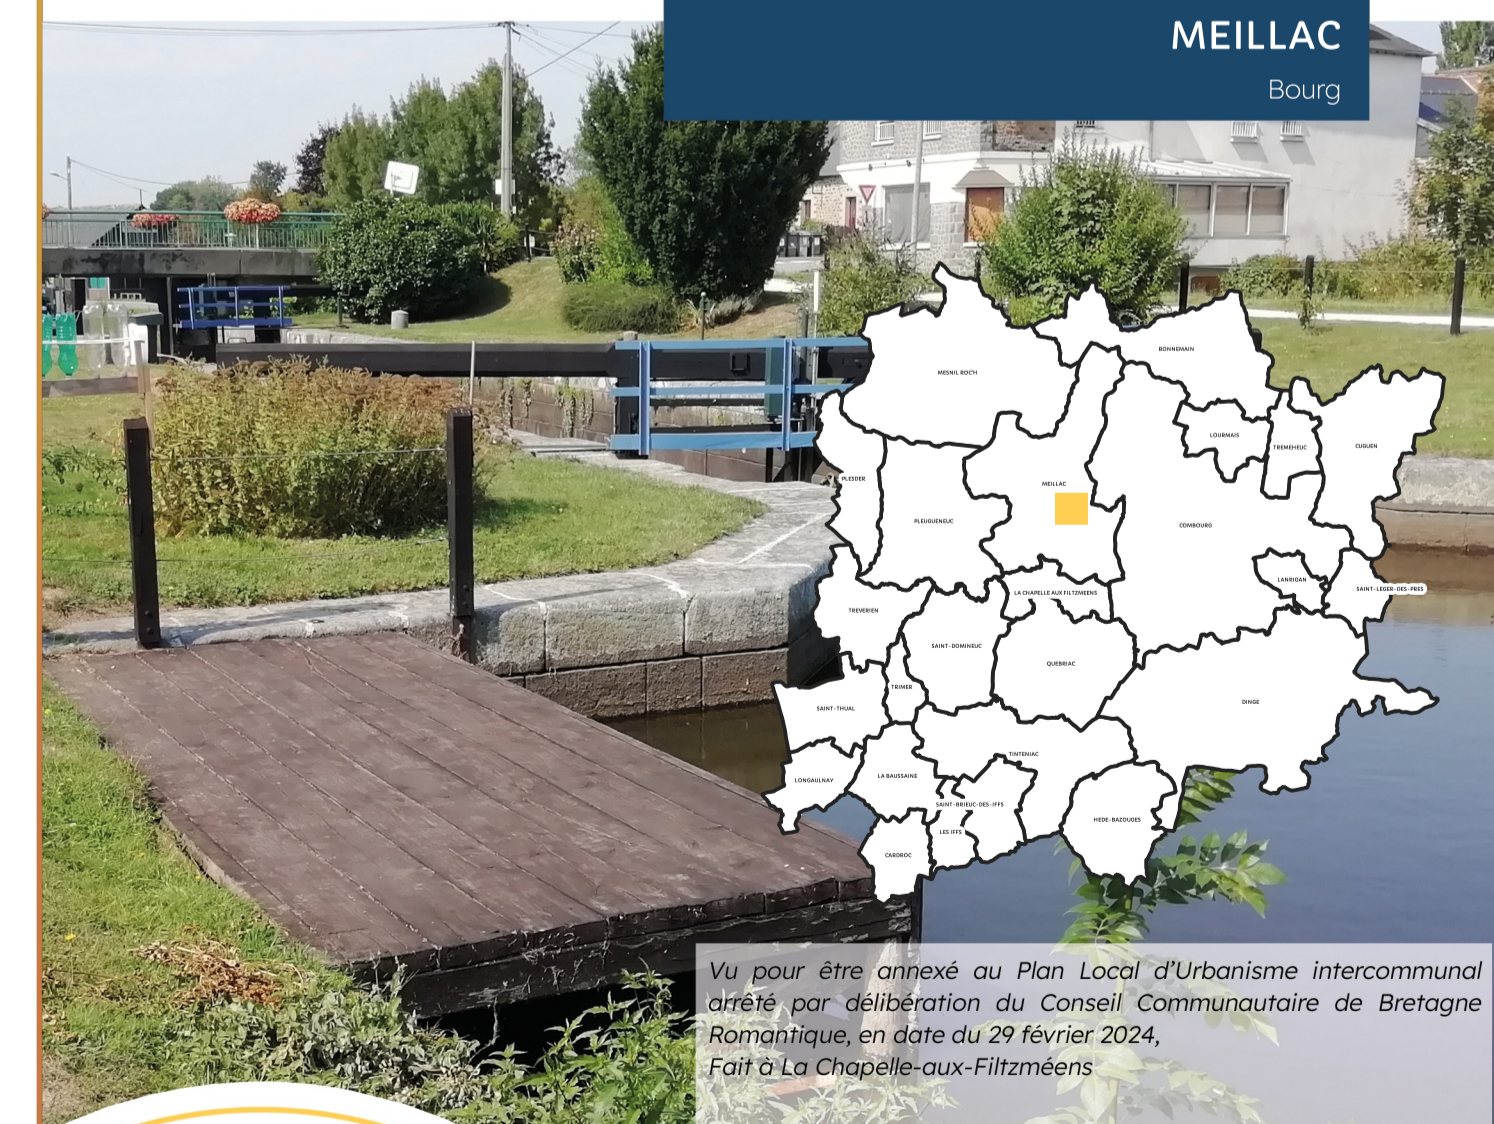 MEILLAC
Bourg
BONNEMAIN
MESNIL ROC'H
LOURMAIS
TREMEHEUC
CUGUEN
PLESDER
MEILLAC
PLEUGUENEUC
COMBOURG
LANRIGAN
SAINT-LEGER-DES-PRES
LA CHAPELLE AUX FILTZMEENS
TREVERIEN
SAINT-DOMINEUC
QUEBRIAC
TRIMER
DINGE
SAINT-THUAL
TINTENIAC
LONGAULNAY
LA BAUSSAINE
SAINT-BRIEUC-DES-IFFS
HEDE-BAZOUGES
LES IFFS
CARDROC
Vu pour être annexé au Plan Local d'Urbanisme intercommunal
arrêté par délibération du Conseil Communautaire de Bretagne
Romantique, en date du 29 février 2024,
Fait à La Chapelle-aux-Filtzméens